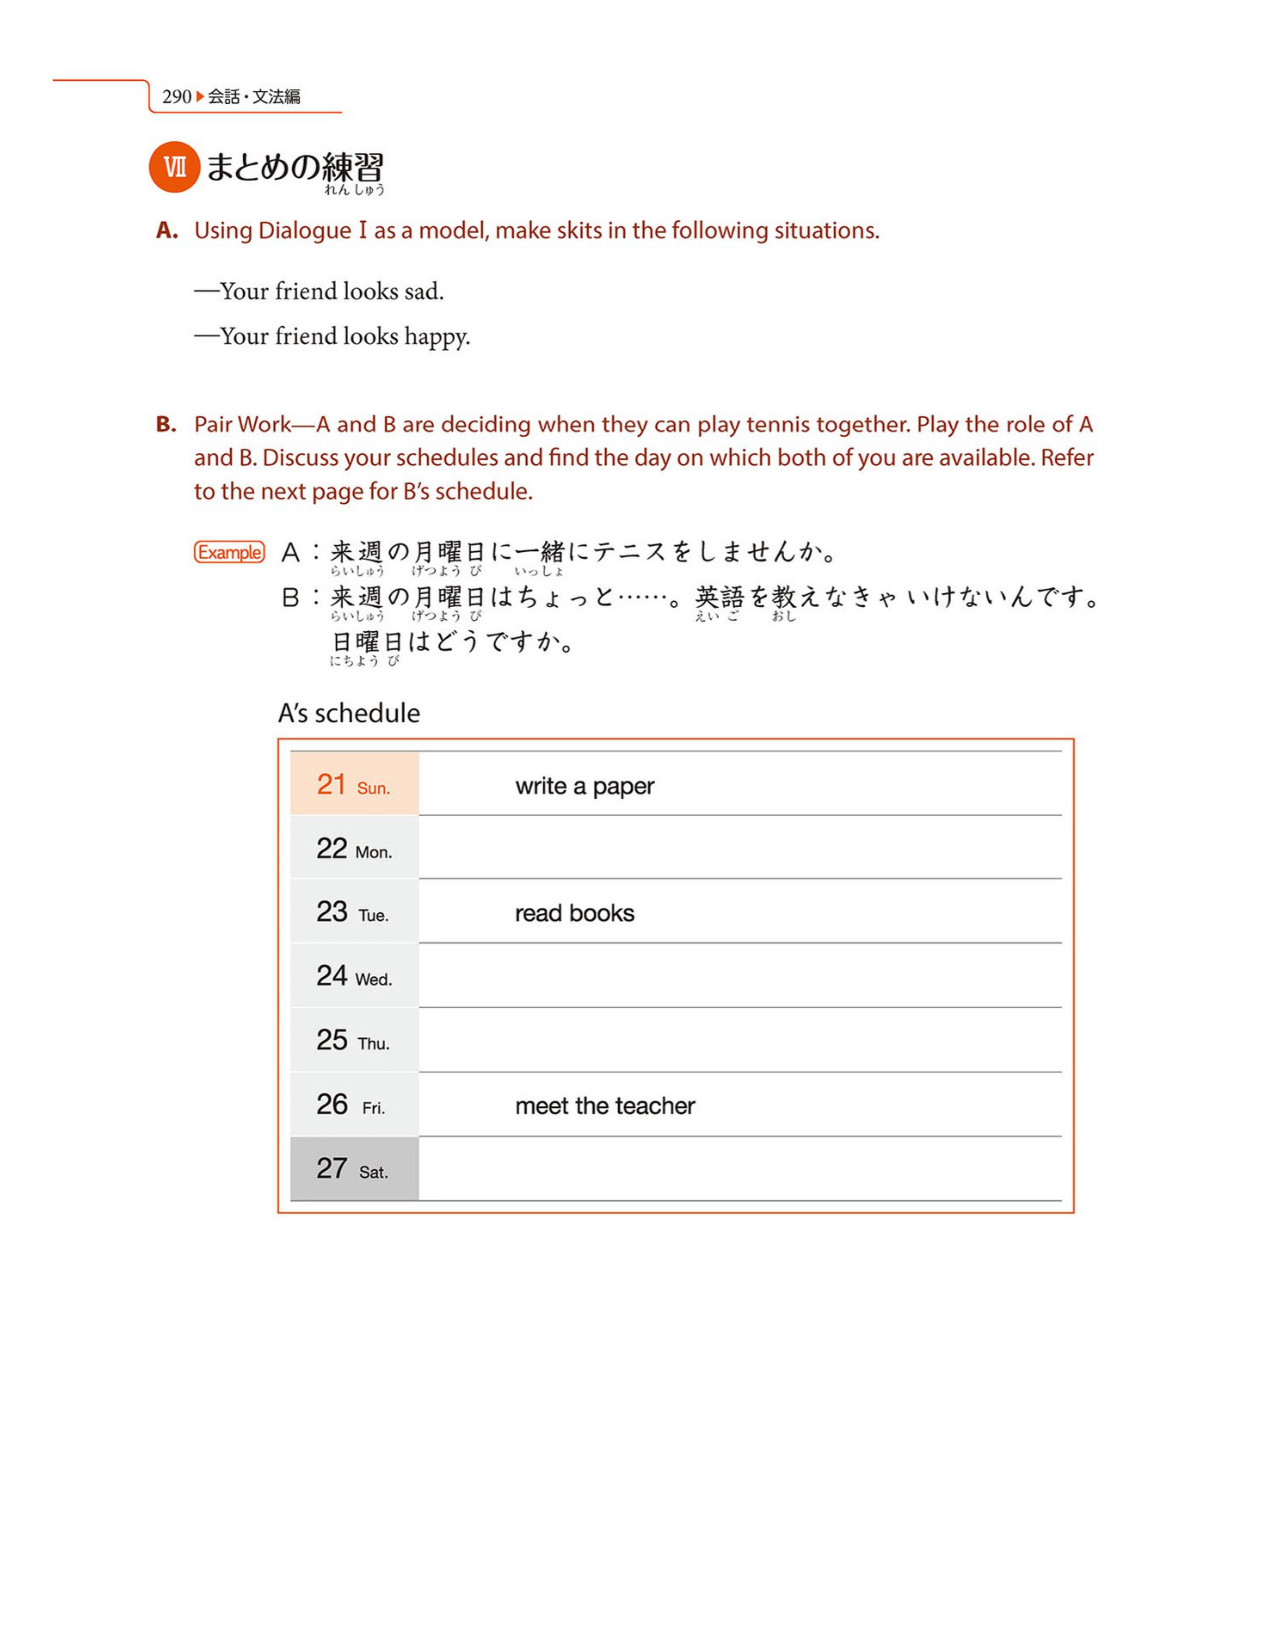 290▶会話・文法編
Ⅶ まとめの練習
れんしゅう
A. Using Dialogue I as a model, make skits in the following situations.
—Your friend looks sad.
—Your friend looks happy.
B. Pair Work—A and B are deciding when they can play tennis together. Play the role of A
and B. Discuss your schedules and find the day on which both of you are available. Refer
to the next page for B's schedule.
Example A：来週の月曜日に一緒にテニスをしませんか。
らいしゅう げつようび いっしょ
B：来週の月曜日はちょっと……。英語を教えなきゃいけないんです。
らいしゅう げつようび えいご おし
日曜日はどうですか。
にちようび
A's schedule
21 Sun. write a paper
22 Mon.
23 Tue. read books
24 Wed.
25 Thu.
26 Fri. meet the teacher
27 Sat.